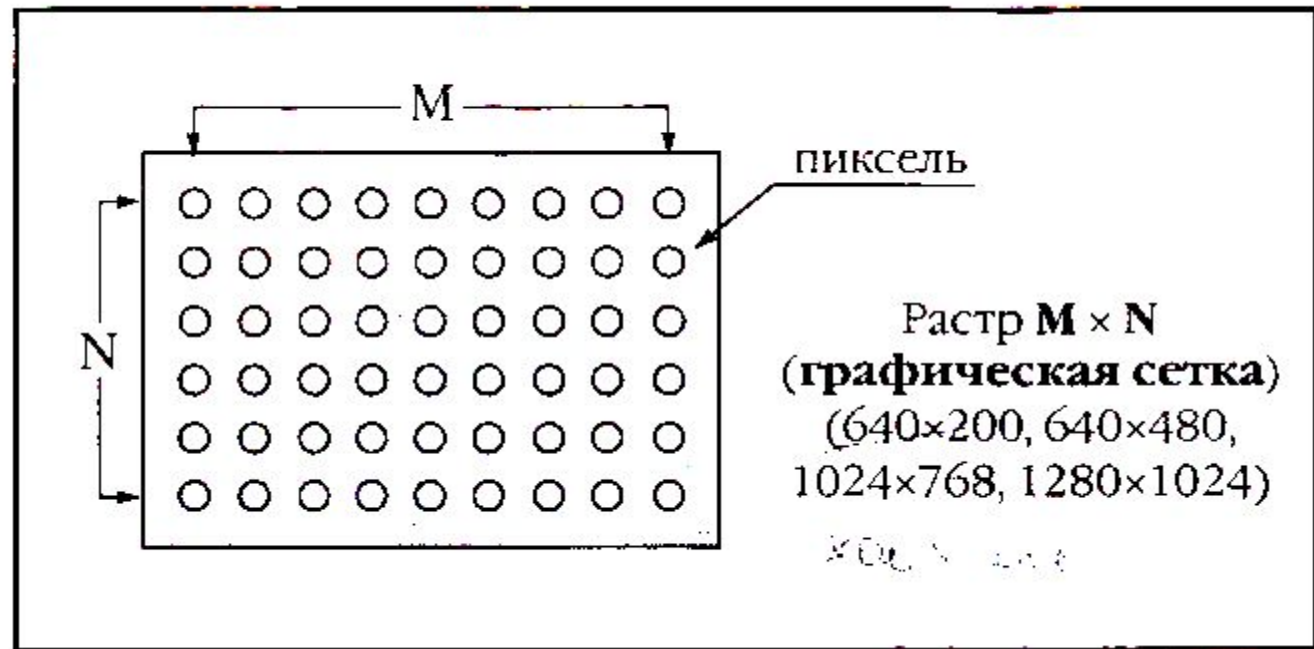 M
пиксель
N
Растр M × N
(графическая сетка)
(640×200, 640×480,
1024×768, 1280×1024)